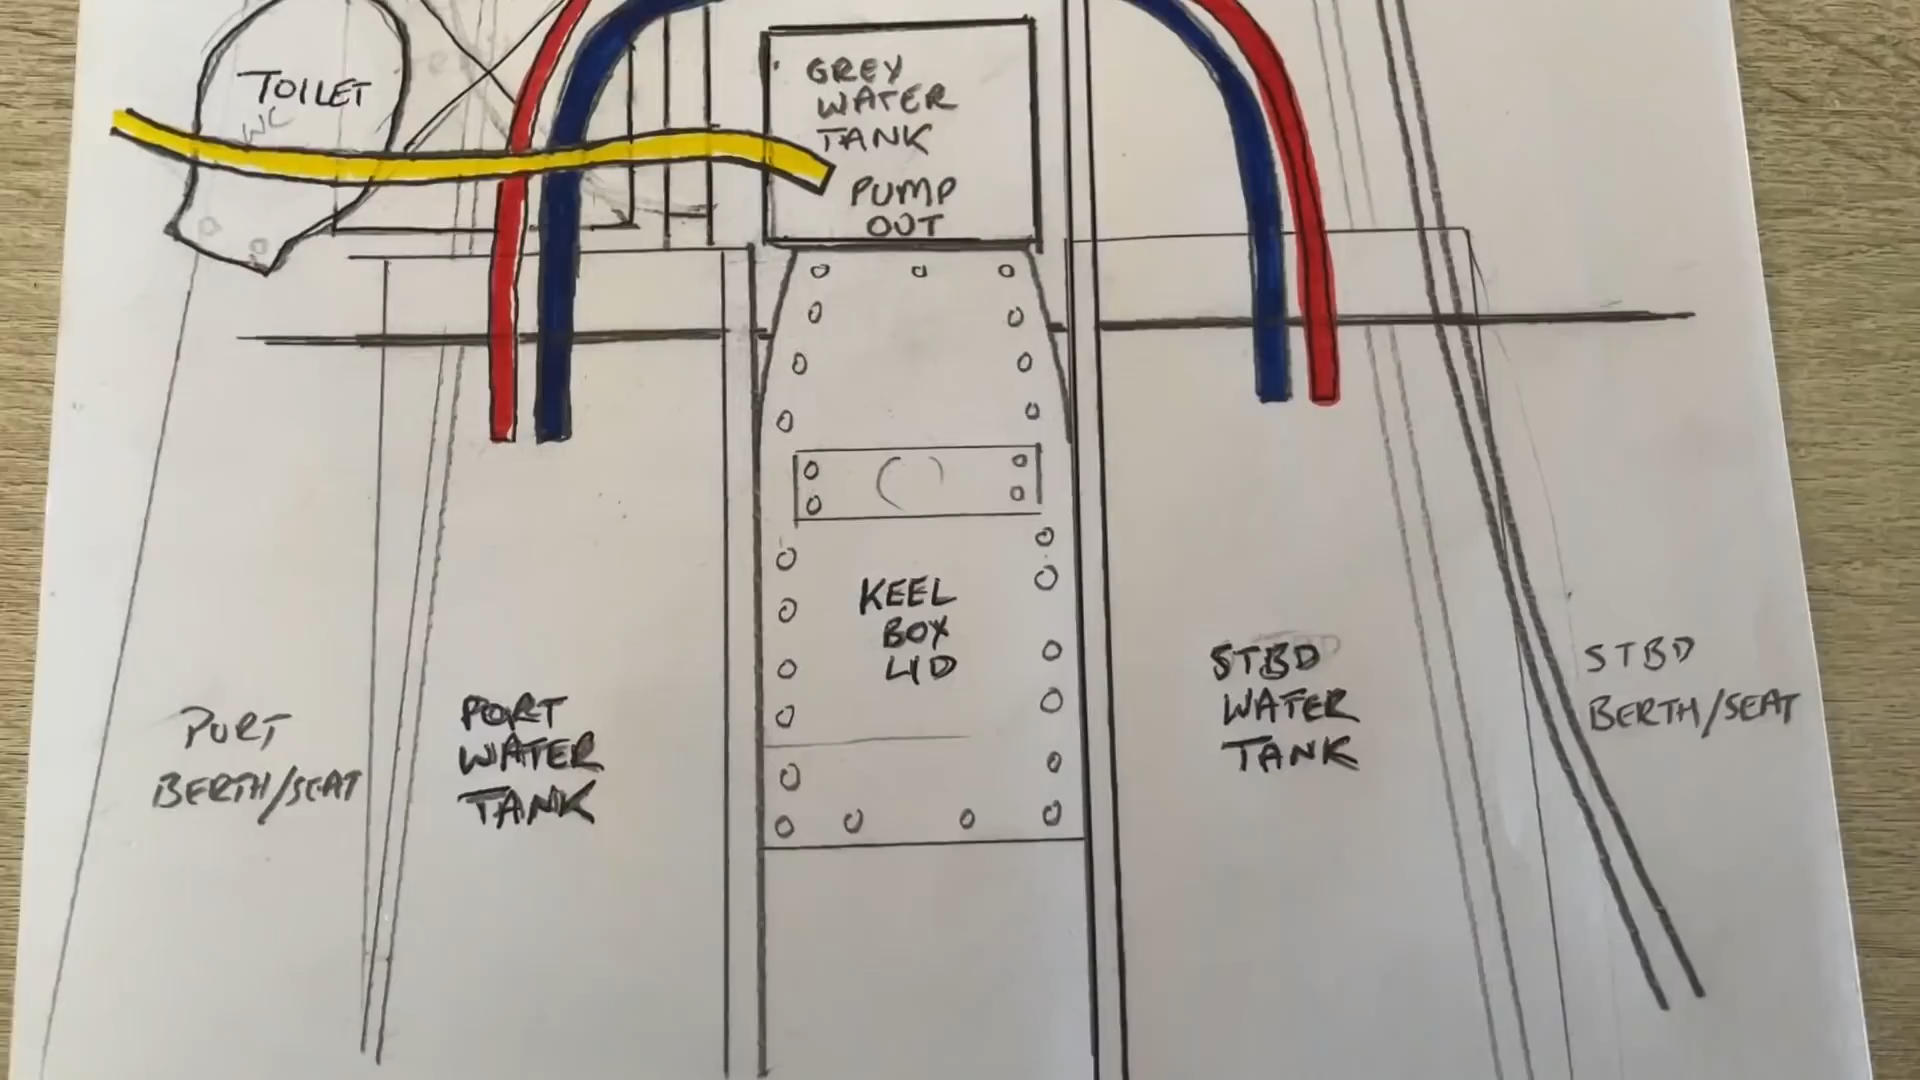 TOILET
WC
GREY
WATER
TANK
PUMP
OUT
KEEL
BOX
LID
PORT
BERTH/SEAT
PORT
WATER
TANK
STBD
WATER
TANK
STBD
BERTH/SEAT